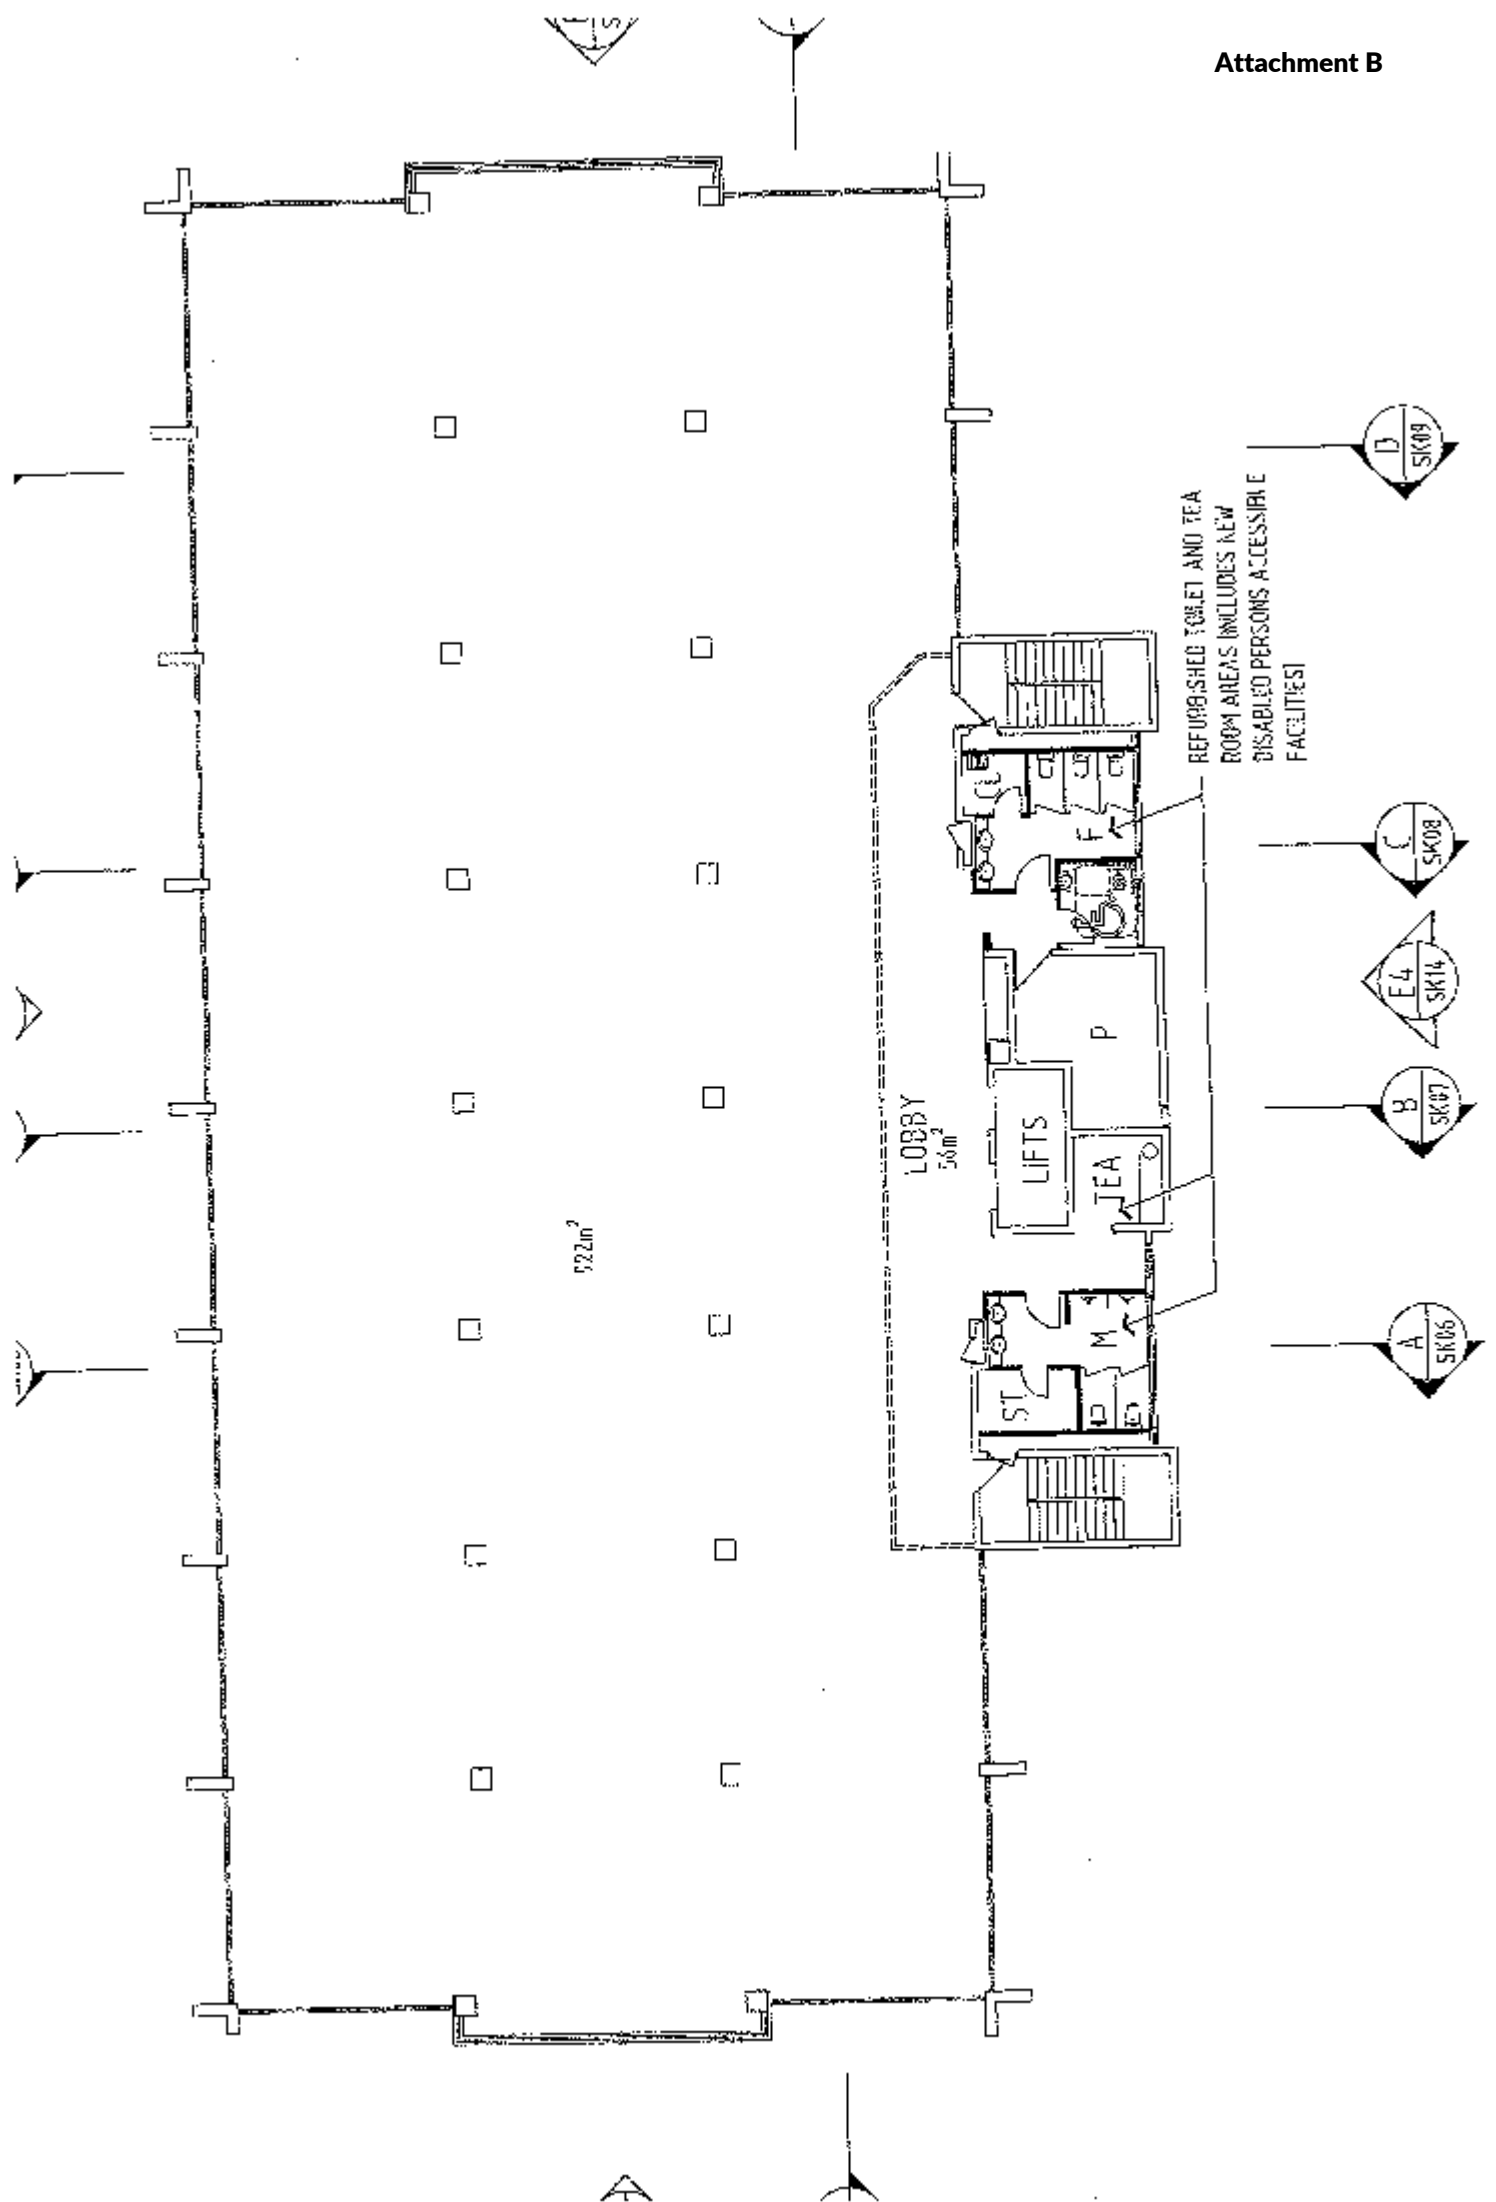 Attachment B
D
SK09
REFURBISHED TOILET AND TEA
ROOM AREAS (INCLUDES NEW
DISABLED PERSONS ACCESSIBLE
FACILITIES)
F
C
SK08
E4
SK14
P
B
SK07
LOBBY
56m²
LIFTS
TEA
M
A
SK06
ST